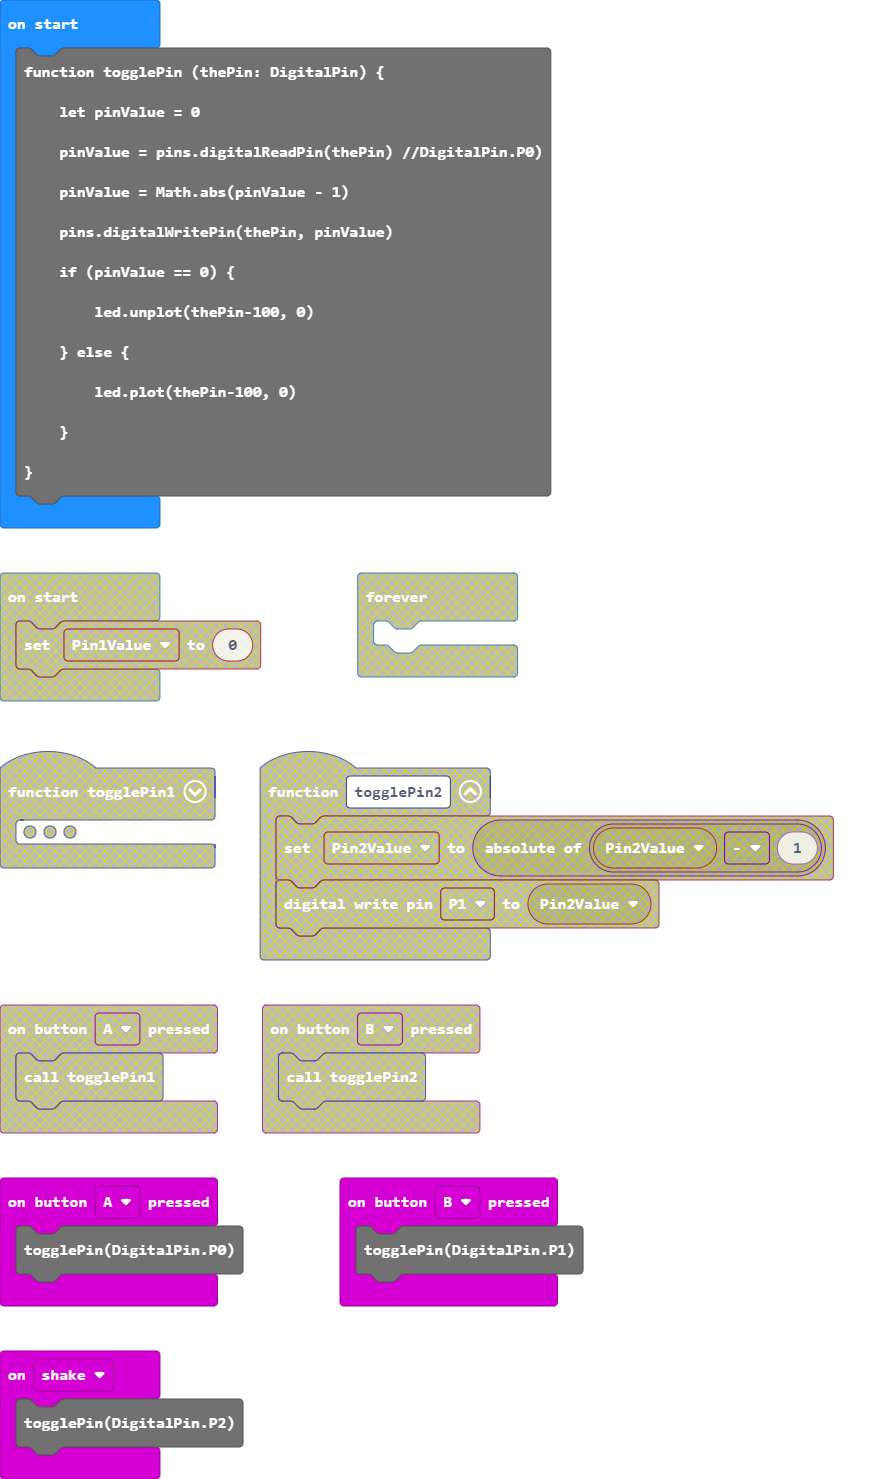 on start
function togglePin (thePin: DigitalPin) {
let pinValue = 0
pinValue = pins.digitalReadPin(thePin) //DigitalPin.P0)
pinValue = Math.abs(pinValue - 1)
pins.digitalWritePin(thePin, pinValue)
if (pinValue == 0) {
led.unplot(thePin-100, 0)
} else {
led.plot(thePin-100, 0)
}
}
on start
set Pin1Value to 0
forever
function togglePin1
function togglePin2
set Pin2Value to absolute of Pin2Value - 1
digital write pin P1 to Pin2Value
on button A pressed
call togglePin1
on button B pressed
call togglePin2
on button A pressed
togglePin(DigitalPin.P0)
on button B pressed
togglePin(DigitalPin.P1)
on shake
togglePin(DigitalPin.P2)